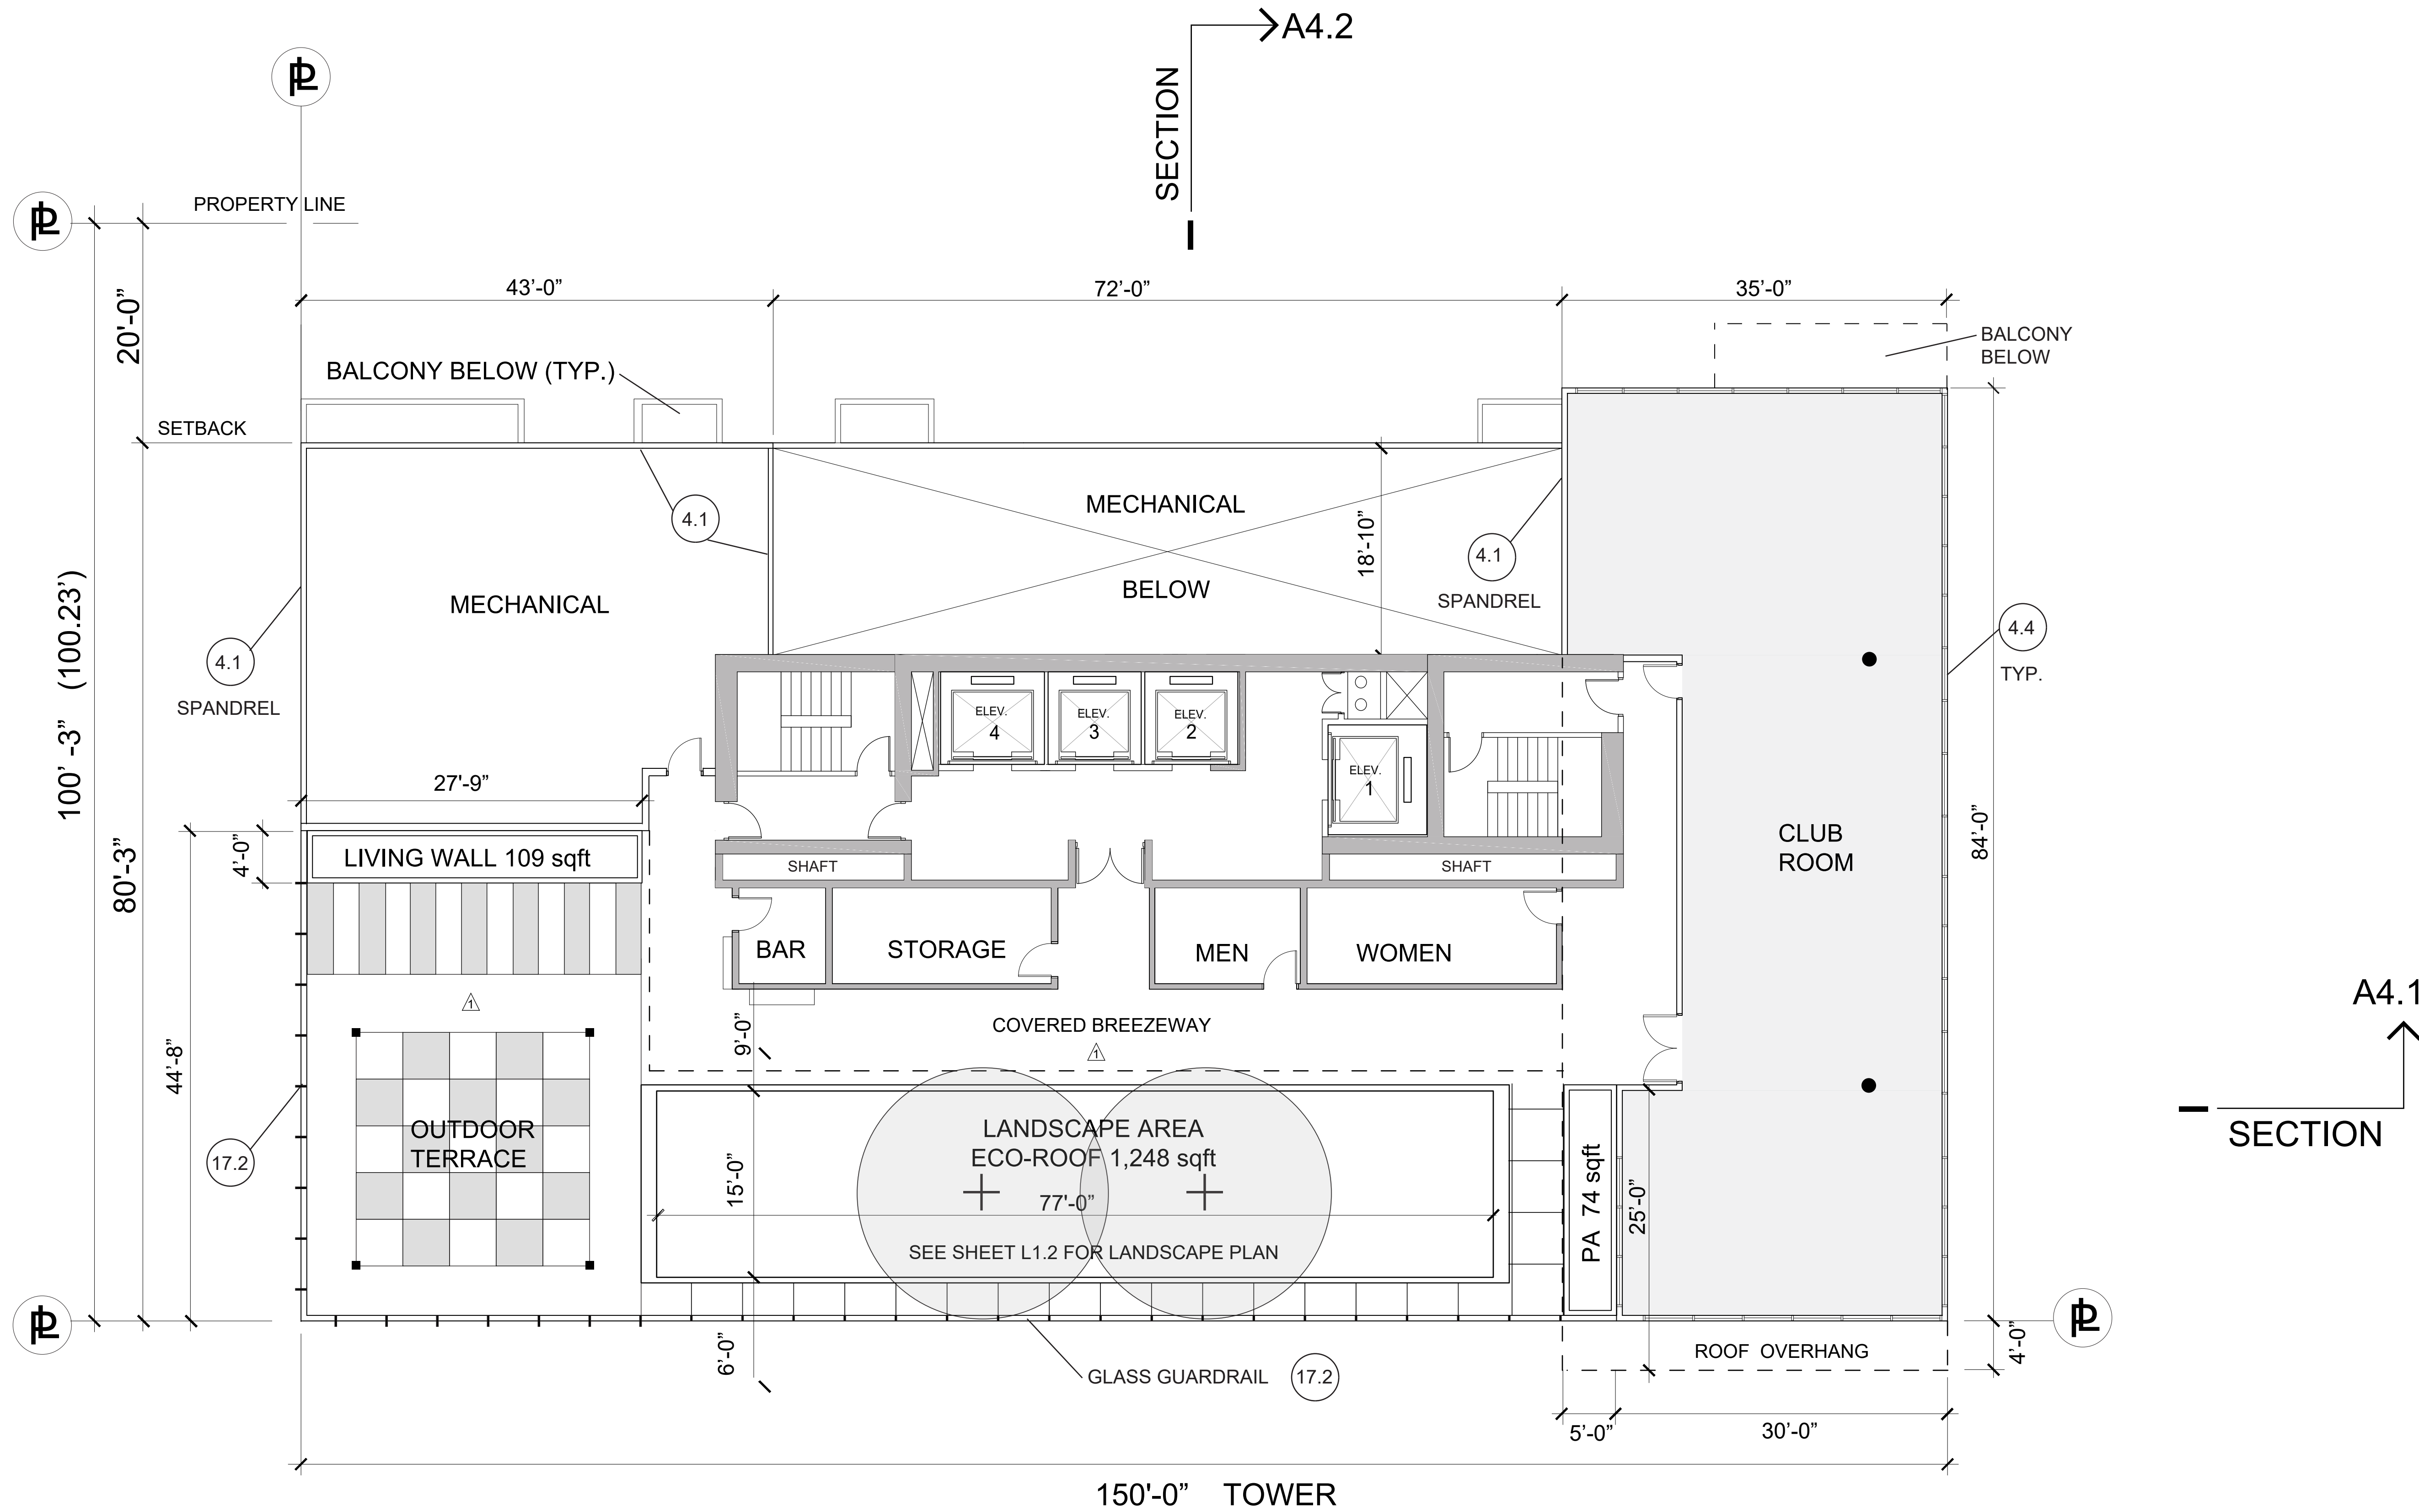 A4.2
SECTION
PL
PL
PROPERTY LINE
43’-0”
72’-0”
35’-0”
20'-0”
BALCONY
BELOW
BALCONY BELOW (TYP.)
SETBACK
4.1
MECHANICAL
BELOW
18’-10”
4.1
SPANDREL
MECHANICAL
4.1
SPANDREL
4.4
TYP.
100’ -3” (100.23’)
80'-3”
ELEV.
4
ELEV.
3
ELEV.
2
ELEV.
1
27'-9”
4’-0”
LIVING WALL 109 sqft
SHAFT
SHAFT
CLUB
ROOM
84’-0”
BAR
STORAGE
MEN
WOMEN
1
COVERED BREEZEWAY
1
9’-0”
44’-8”
A4.1
SECTION
OUTDOOR
TERRACE
17.2
LANDSCAPE AREA
ECO-ROOF 1,248 sqft
77'-0”
15’-0”
SEE SHEET L1.2 FOR LANDSCAPE PLAN
PA 74 sqft
25’-0”
PL
PL
6’-0”
GLASS GUARDRAIL
17.2
ROOF OVERHANG
4’-0”
5’-0”
30’-0”
150'-0” TOWER